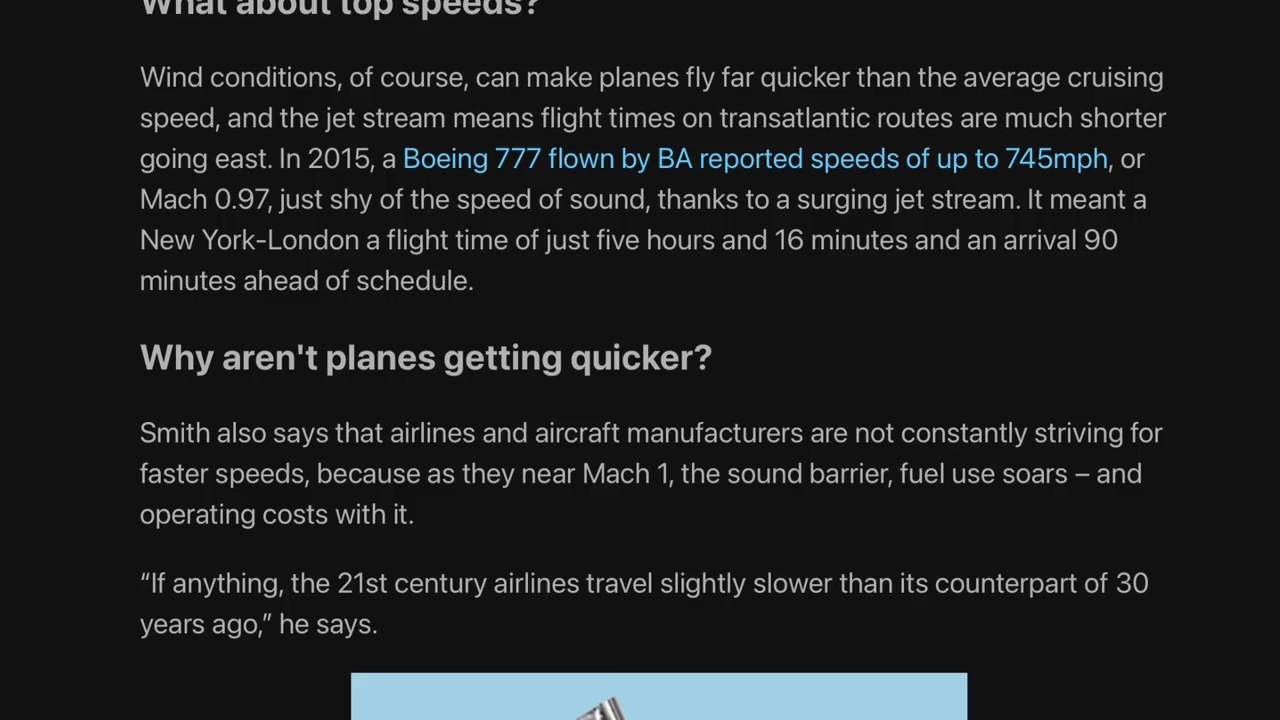 What about top speeds?
Wind conditions, of course, can make planes fly far quicker than the average cruising
speed, and the jet stream means flight times on transatlantic routes are much shorter
going east. In 2015, a Boeing 777 flown by BA reported speeds of up to 745mph, or
Mach 0.97, just shy of the speed of sound, thanks to a surging jet stream. It meant a
New York-London a flight time of just five hours and 16 minutes and an arrival 90
minutes ahead of schedule.
Why aren't planes getting quicker?
Smith also says that airlines and aircraft manufacturers are not constantly striving for
faster speeds, because as they near Mach 1, the sound barrier, fuel use soars – and
operating costs with it.
“If anything, the 21st century airlines travel slightly slower than its counterpart of 30
years ago,” he says.